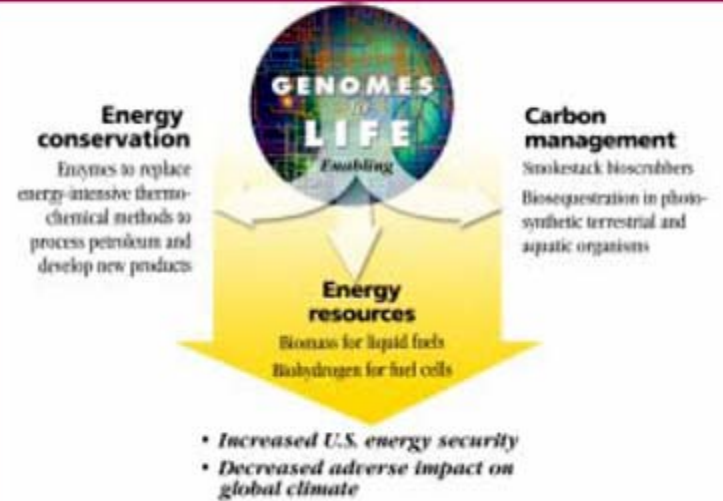 GENOMES
to
LIFE
Enabling
Energy
conservation
Enzymes to replace
energy-intensive thermo-
chemical methods to
process petroleum and
develop new products
Carbon
management
Smokestack bioscrubbers
Biosequestration in photo-
synthetic terrestrial and
aquatic organisms
Energy
resources
Biomass for liquid fuels
Biohydrogen for fuel cells
• Increased U.S. energy security
• Decreased adverse impact on
global climate